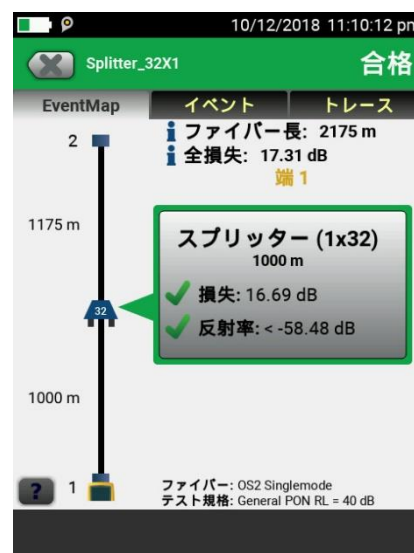 10/12/2018 11:10:12 pm
Splitter_32X1
合格
EventMap
イベント
トレース
ファイバー長: 2175 m
全損失: 17.31 dB
端 1
2
1175 m
スプリッター (1x32)
1000 m
損失: 16.69 dB
32
反射率: < -58.48 dB
1000 m
ファイバー: OS2 Singlemode
? 1
テスト規格: General PON RL = 40 dB